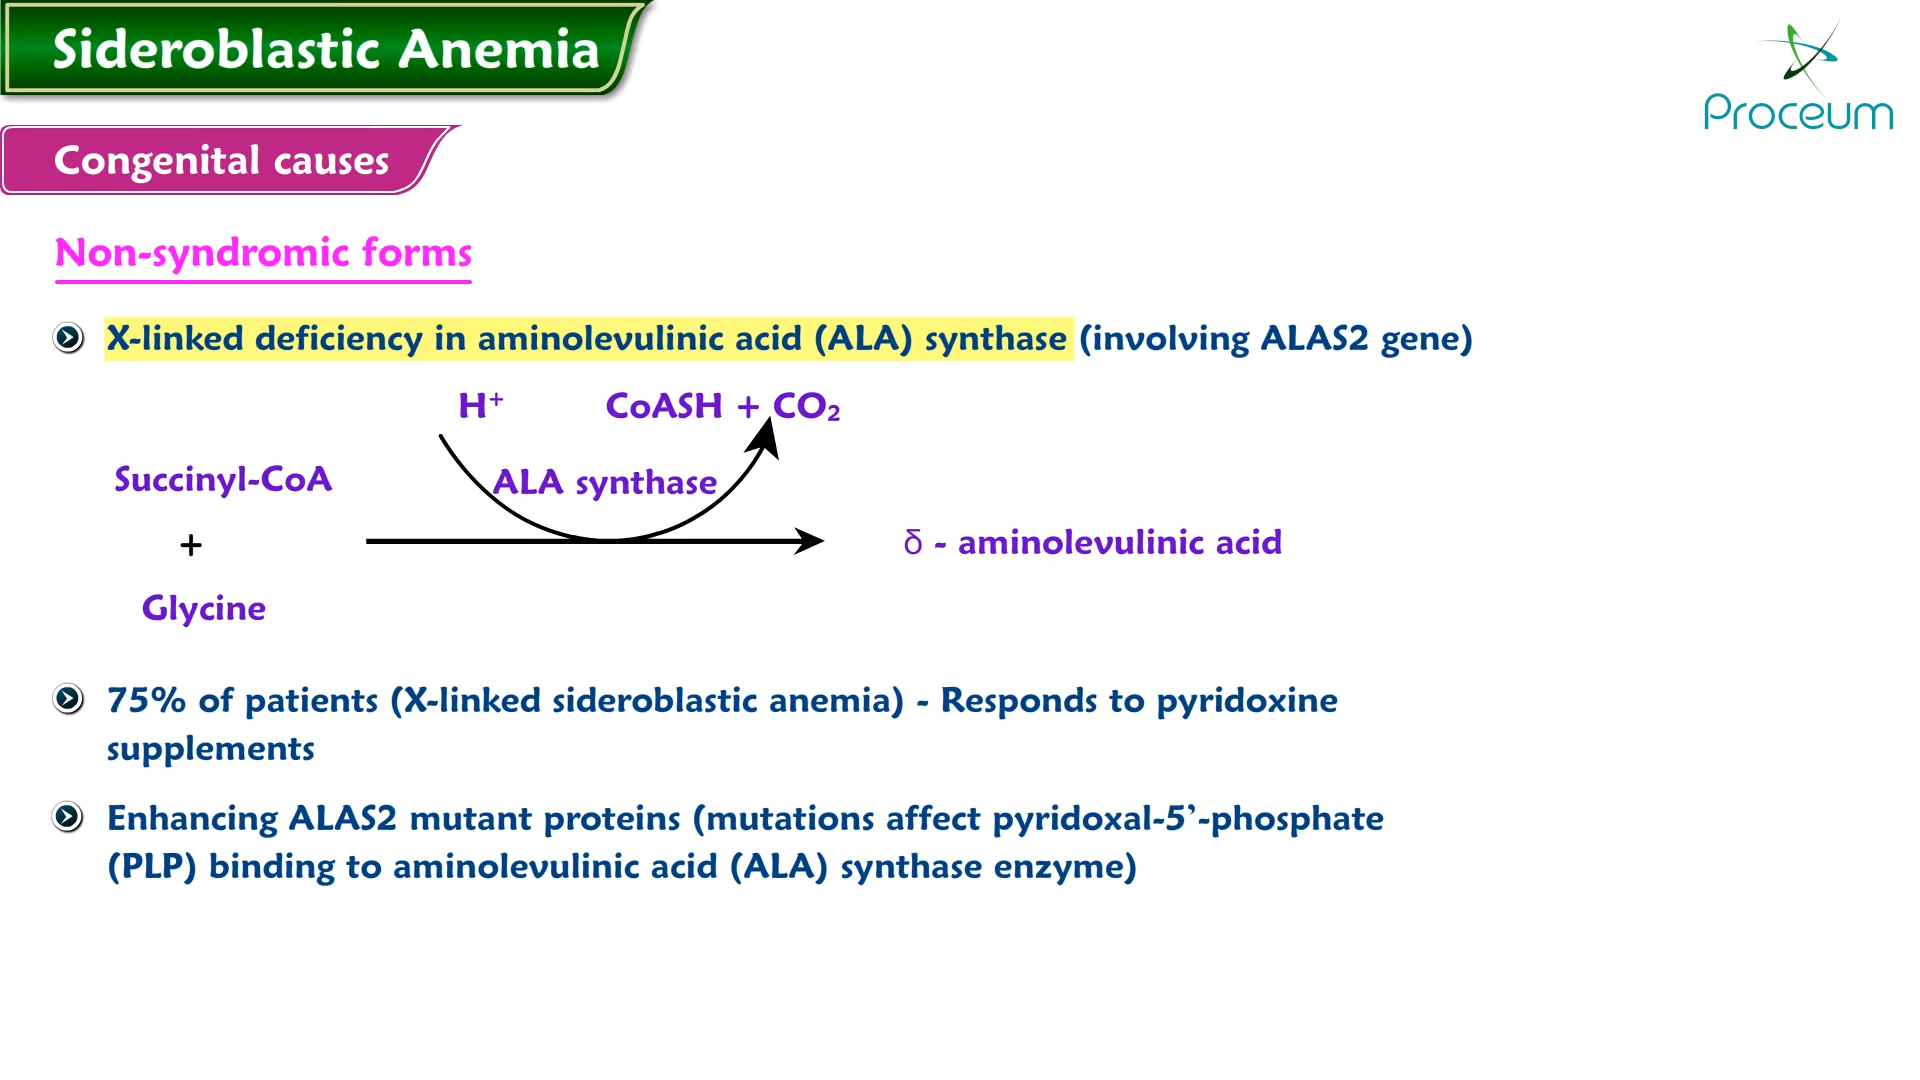 Sideroblastic Anemia
Proceum
Congenital causes
Non-syndromic forms
X-linked deficiency in aminolevulinic acid (ALA) synthase (involving ALAS2 gene)
H⁺ CoASH + CO₂
Succinyl-CoA ALA synthase
+ δ - aminolevulinic acid
Glycine
75% of patients (X-linked sideroblastic anemia) - Responds to pyridoxine
supplements
Enhancing ALAS2 mutant proteins (mutations affect pyridoxal-5’-phosphate
(PLP) binding to aminolevulinic acid (ALA) synthase enzyme)